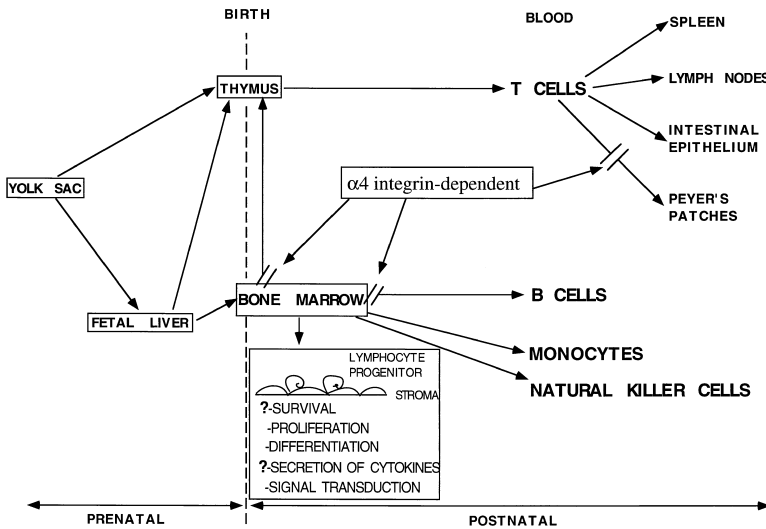 BIRTH
BLOOD
SPLEEN
THYMUS
T CELLS
LYMPH NODES
INTESTINAL
EPITHELIUM
YOLK SAC
α4 integrin-dependent
PEYER'S
PATCHES
BONE MARROW
B CELLS
FETAL LIVER
MONOCYTES
NATURAL KILLER CELLS
LYMPHOCYTE
PROGENITOR
STROMA
?-SURVIVAL
-PROLIFERATION
-DIFFERENTIATION
?-SECRETION OF CYTOKINES
-SIGNAL TRANSDUCTION
PRENATAL
POSTNATAL